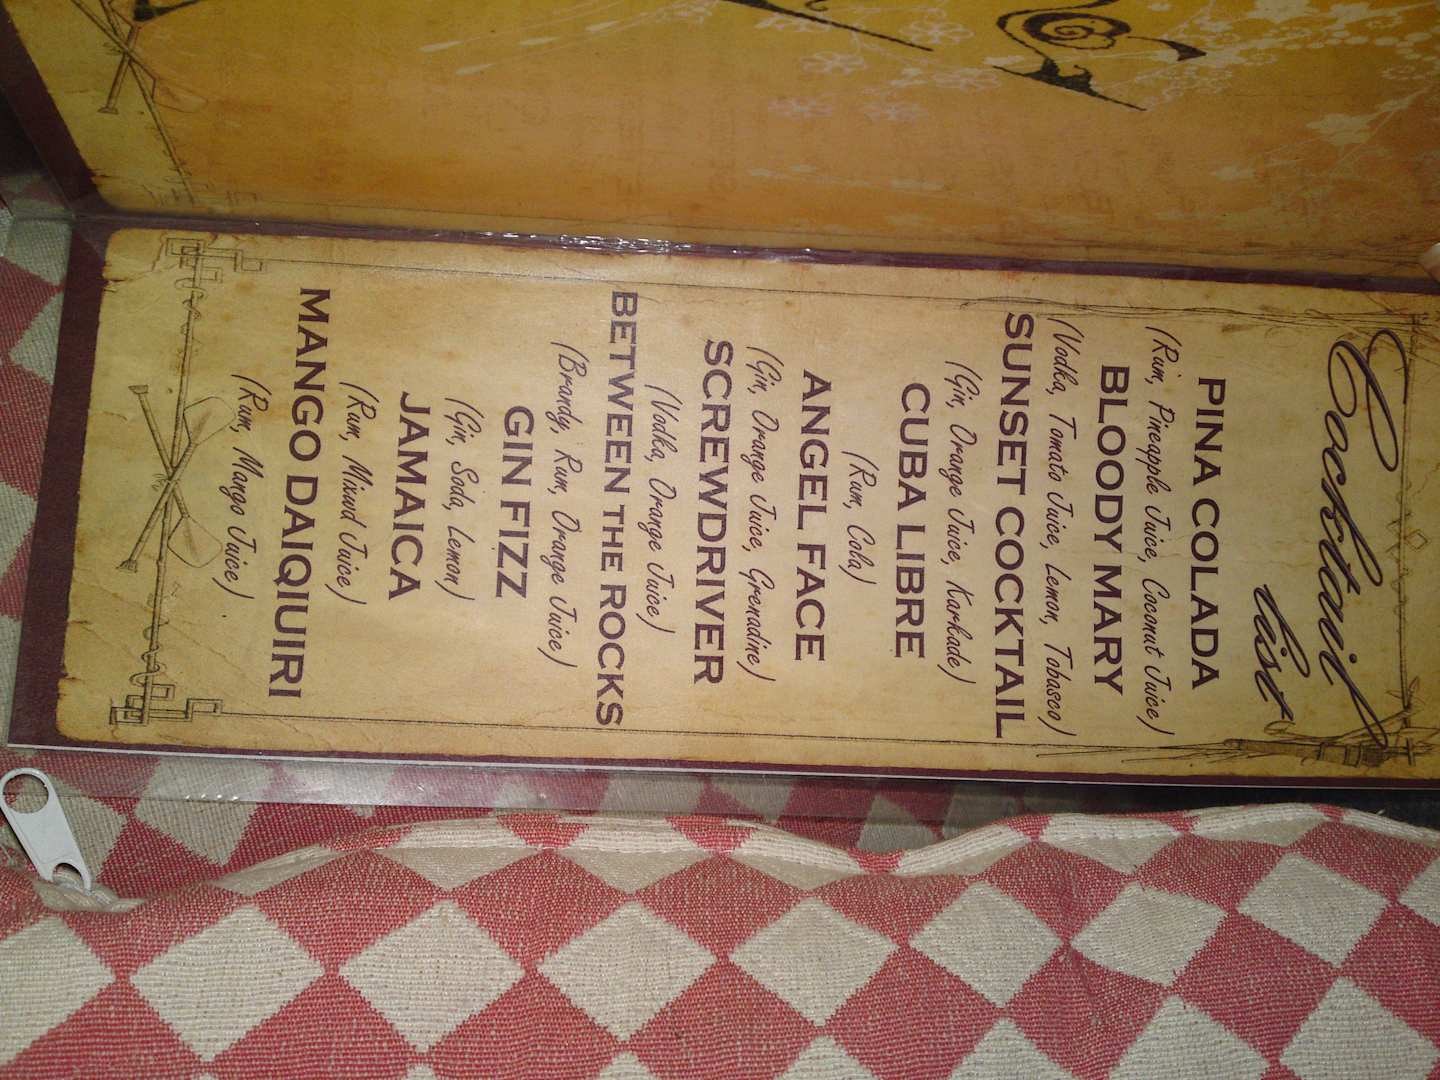 Cocktail
list
PINA COLADA
(Rum, Pineapple Juice, Coconut Juice)
BLOODY MARY
(Vodka, Tomato Juice, Lemon, Tobasco)
SUNSET COCKTAIL
(Gin, Orange Juice, Karkade)
CUBA LIBRE
(Rum, Cola)
ANGEL FACE
(Gin, Orange Juice, Grenadine)
SCREWDRIVER
(Vodka, Orange Juice)
BETWEEN THE ROCKS
(Brandy, Rum, Orange Juice)
GIN FIZZ
(Gin, Soda, Lemon)
JAMAICA
(Rum, Mixed Juice)
MANGO DAIQIUIRI
(Rum, Mango Juice)